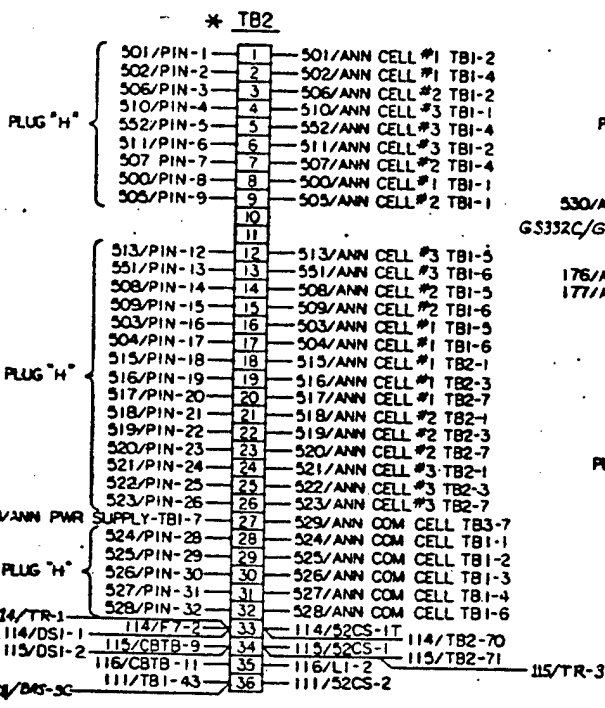 * TB2
501/PIN-1 1 501/ANN CELL #1 TB1-2
502/PIN-2 2 502/ANN CELL #1 TB1-4
506/PIN-3 3 506/ANN CELL #2 TB1-2
510/PIN-4 4 510/ANN CELL #3 TB1-1
PLUG "H"
552/PIN-5 5 552/ANN CELL #3 TB1-4
511/PIN-6 6 511/ANN CELL #3 TB1-2
507 PIN-7 7 507/ANN CELL #2 TB1-4
500/PIN-8 8 500/ANN CELL #1 TB1-1
505/PIN-9 9 505/ANN CELL #2 TB1-1
530/A
10
GS332C/G
11
513/PIN-12 12 513/ANN CELL #3 TB1-5
551/PIN-13 13 551/ANN CELL #3 TB1-6
176/A
508/PIN-14 14 508/ANN CELL #2 TB1-5
177/A
509/PIN-15 15 509/ANN CELL #2 TB1-6
503/PIN-16 16 503/ANN CELL #1 TB1-5
504/PIN-17 17 504/ANN CELL #1 TB1-6
515/PIN-18 18 515/ANN CELL #1 TB2-1
PLUG "H"
516/PIN-19 19 516/ANN CELL #1 TB2-3
517/PIN-20 20 517/ANN CELL #1 TB2-7
518/PIN-21 21 518/ANN CELL #2 TB2-1
519/PIN-22 22 519/ANN CELL #2 TB2-3
520/PIN-23 23 520/ANN CELL #2 TB2-7
521/PIN-24 24 521/ANN CELL #3 TB2-1
522/PIN-25 25 522/ANN CELL #3 TB2-3
523/PIN-26 26 523/ANN CELL #3 TB2-7
/ANN PWR SUPPLY-TB1-7 27 529/ANN COM CELL TB3-7
524/PIN-28 28 524/ANN COM CELL TB1-1
525/PIN-29 29 525/ANN COM CELL TB1-2
PLUG "H"
526/PIN-30 30 526/ANN COM CELL TB1-3
527/PIN-31 31 527/ANN COM CELL TB1-4
528/PIN-32 32 528/ANN COM CELL TB1-6
14/TR-1
114/F7-2 33 114/52CS-1T
114/DS1-1 114/TB2-70
115/CBTB-9 34 115/52CS-1
115/DS1-2 115/TB2-71
116/CBTB-11 35 116/L1-2
115/TR-3
111/TB1-43 36 111/52CS-2